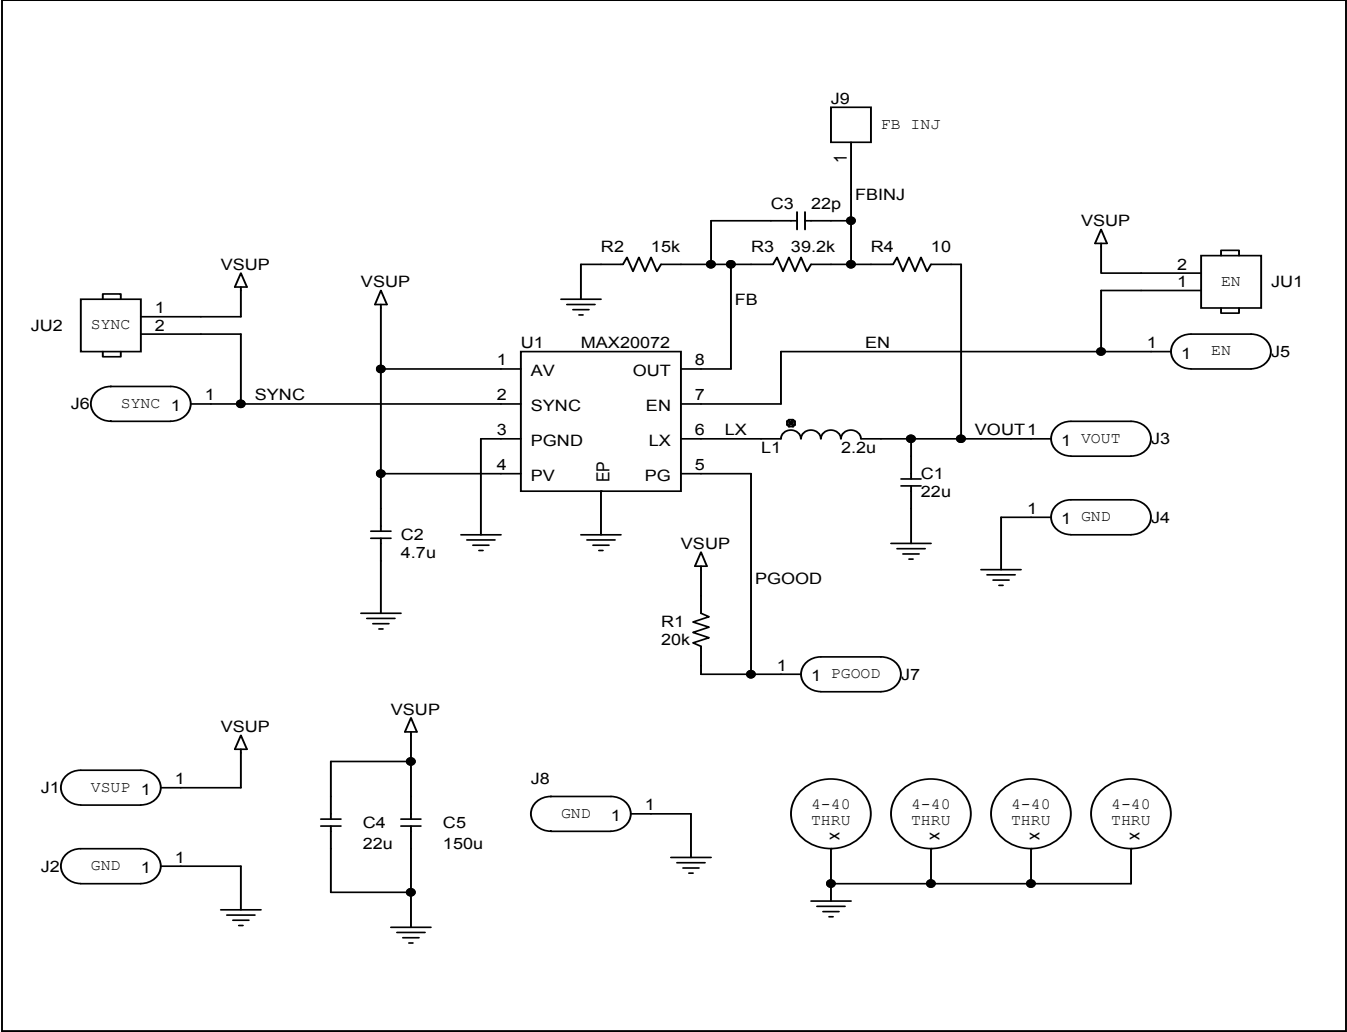 J9
FB INJ
1
FBINJ
C3 22p
R2 15k R3 39.2k R4 10
FB
VSUP
2
1
EN
JU1
VSUP
1
2
JU2
SYNC
VSUP
U1 MAX20072
1 AV OUT 8
2 SYNC EN 7
3 PGND LX 6
4 PV EP PG 5
EN
1
1 EN
J5
J6
SYNC 1
1
SYNC
LX
L1 2.2u
VOUT 1
1 VOUT
J3
C1
22u
1
1 GND
J4
C2
4.7u
VSUP
PGOOD
R1
20k
1
1 PGOOD
J7
VSUP
J1
VSUP 1
1
J2
GND 1
1
VSUP
C4
22u
C5
150u
J8
GND 1
1
4-40
THRU
X
4-40
THRU
X
4-40
THRU
X
4-40
THRU
X